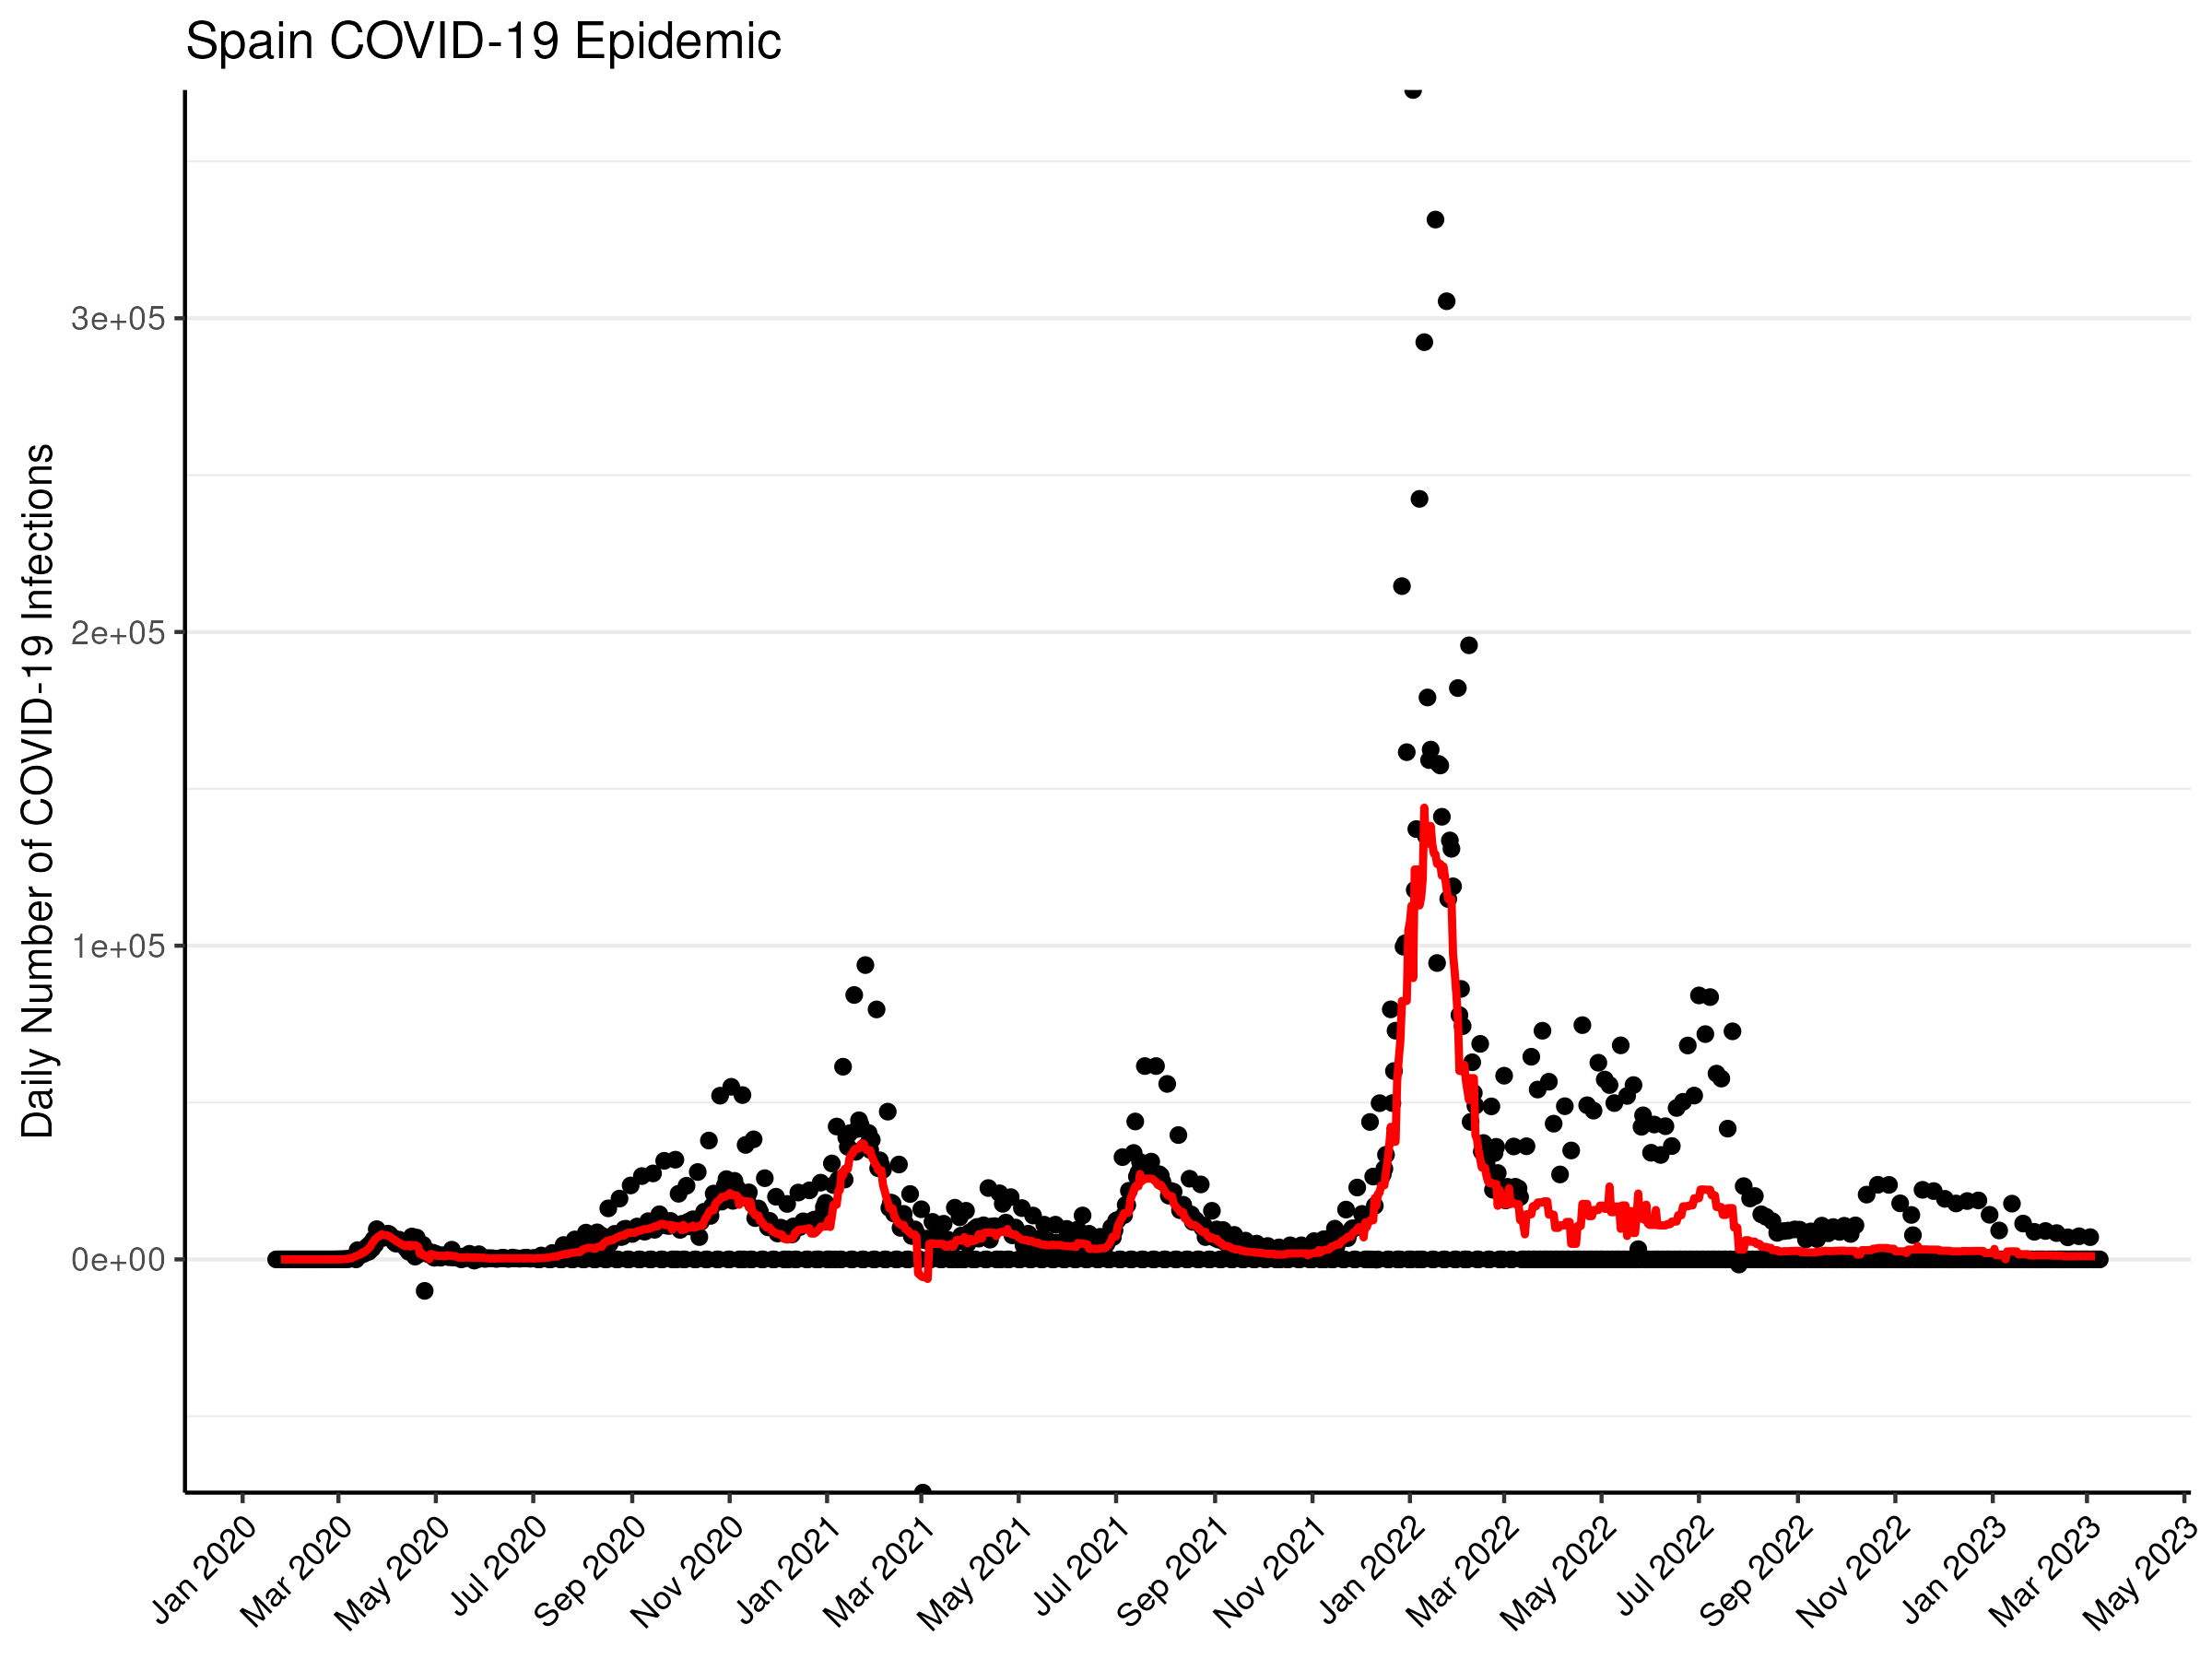 Spain COVID-19 Epidemic
Daily Number of COVID-19 Infections
3e+05
2e+05
1e+05
0e+00
Jan 2020
Mar 2020
May 2020
Jul 2020
Sep 2020
Nov 2020
Jan 2021
Mar 2021
May 2021
Jul 2021
Sep 2021
Nov 2021
Jan 2022
Mar 2022
May 2022
Jul 2022
Sep 2022
Nov 2022
Jan 2023
Mar 2023
May 2023